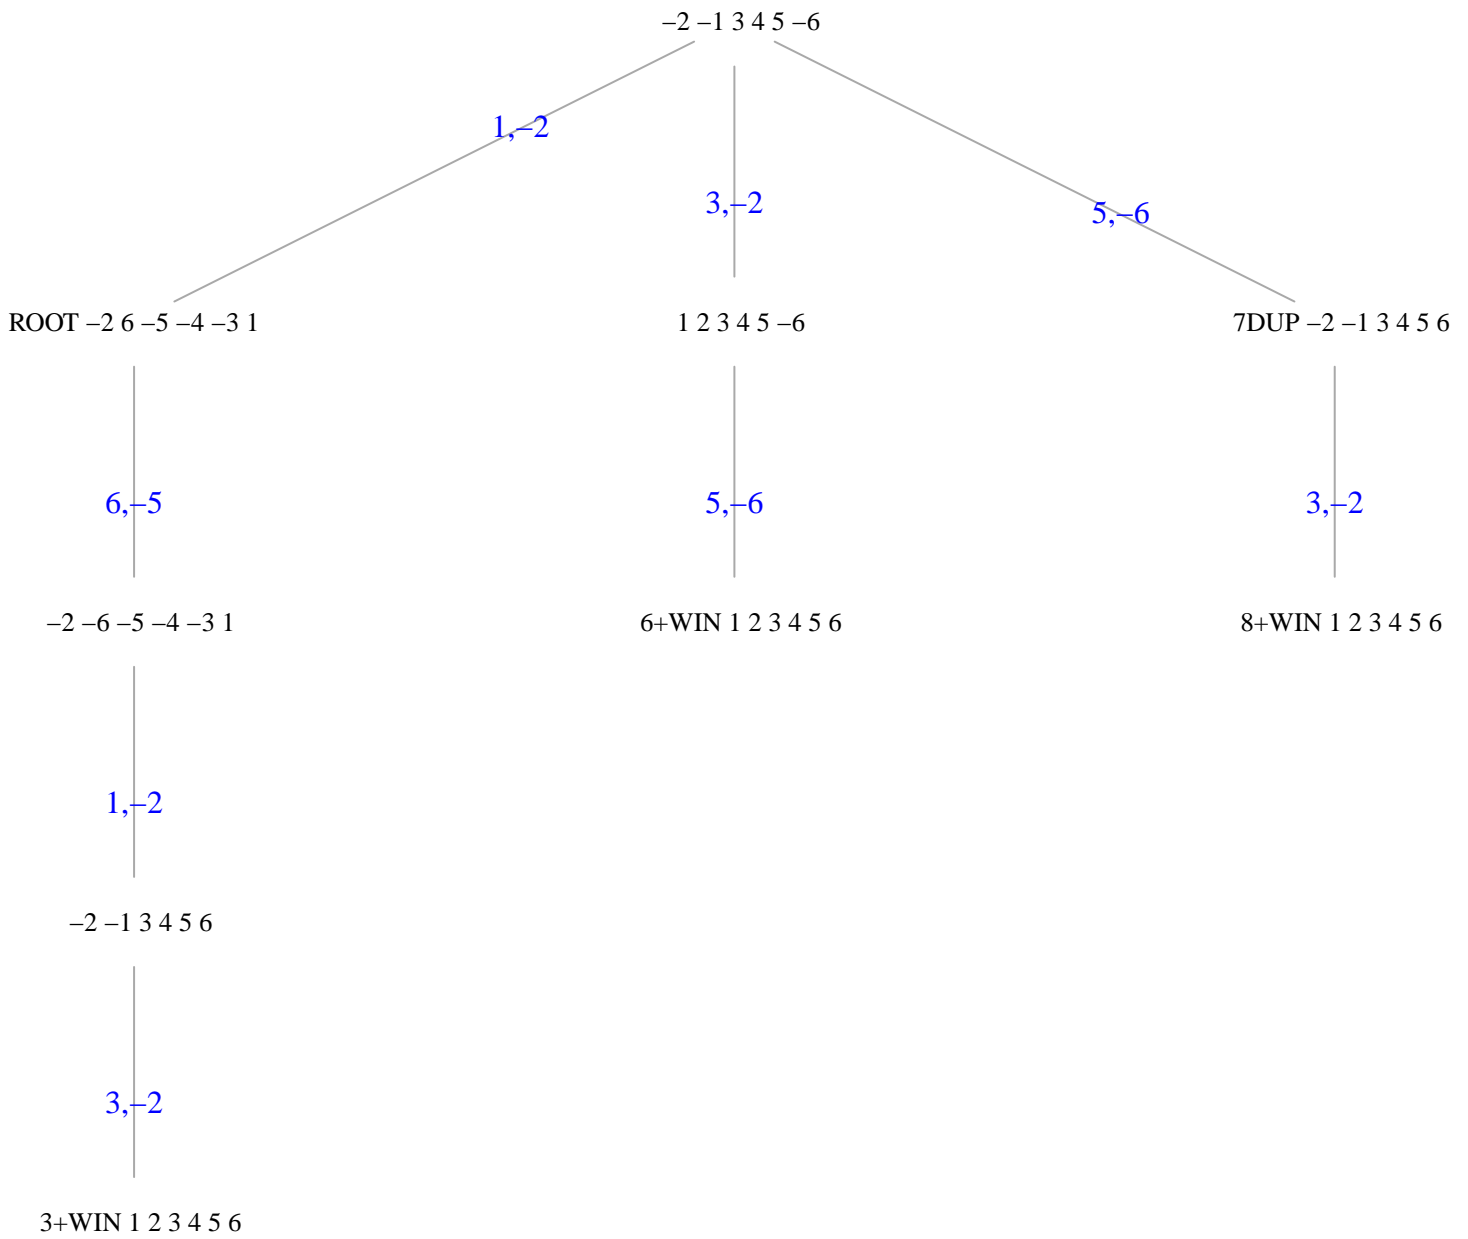 –2 –1 3 4 5 –6
1,–2
3,–2
5,–6
ROOT –2 6 –5 –4 –3 1
1 2 3 4 5 –6
7DUP –2 –1 3 4 5 6
6,–5
5,–6
3,–2
–2 –6 –5 –4 –3 1
6+WIN 1 2 3 4 5 6
8+WIN 1 2 3 4 5 6
1,–2
–2 –1 3 4 5 6
3,–2
3+WIN 1 2 3 4 5 6